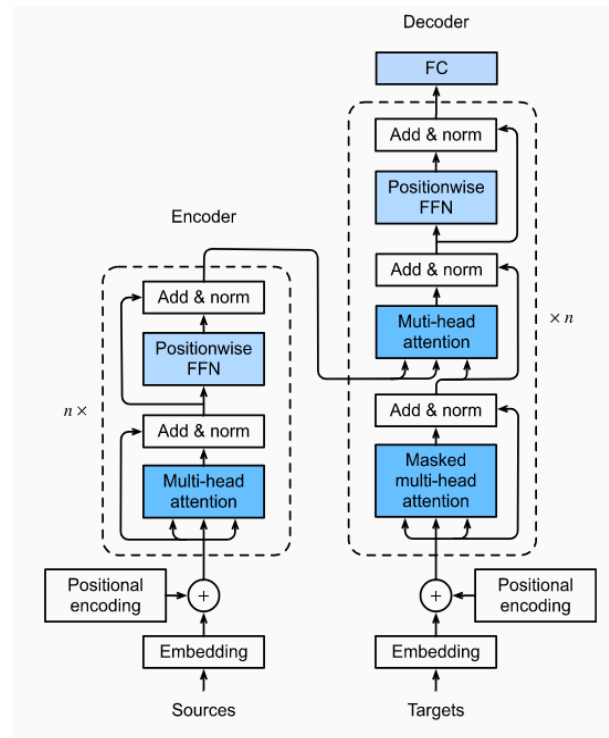 Decoder
FC
Add & norm
Positionwise
FFN
Add & norm
Muti-head
attention
× n
Add & norm
Masked
multi-head
attention
Positional
encoding
+
Embedding
Targets
Encoder
Add & norm
Positionwise
FFN
n ×
Add & norm
Multi-head
attention
Positional
encoding
+
Embedding
Sources